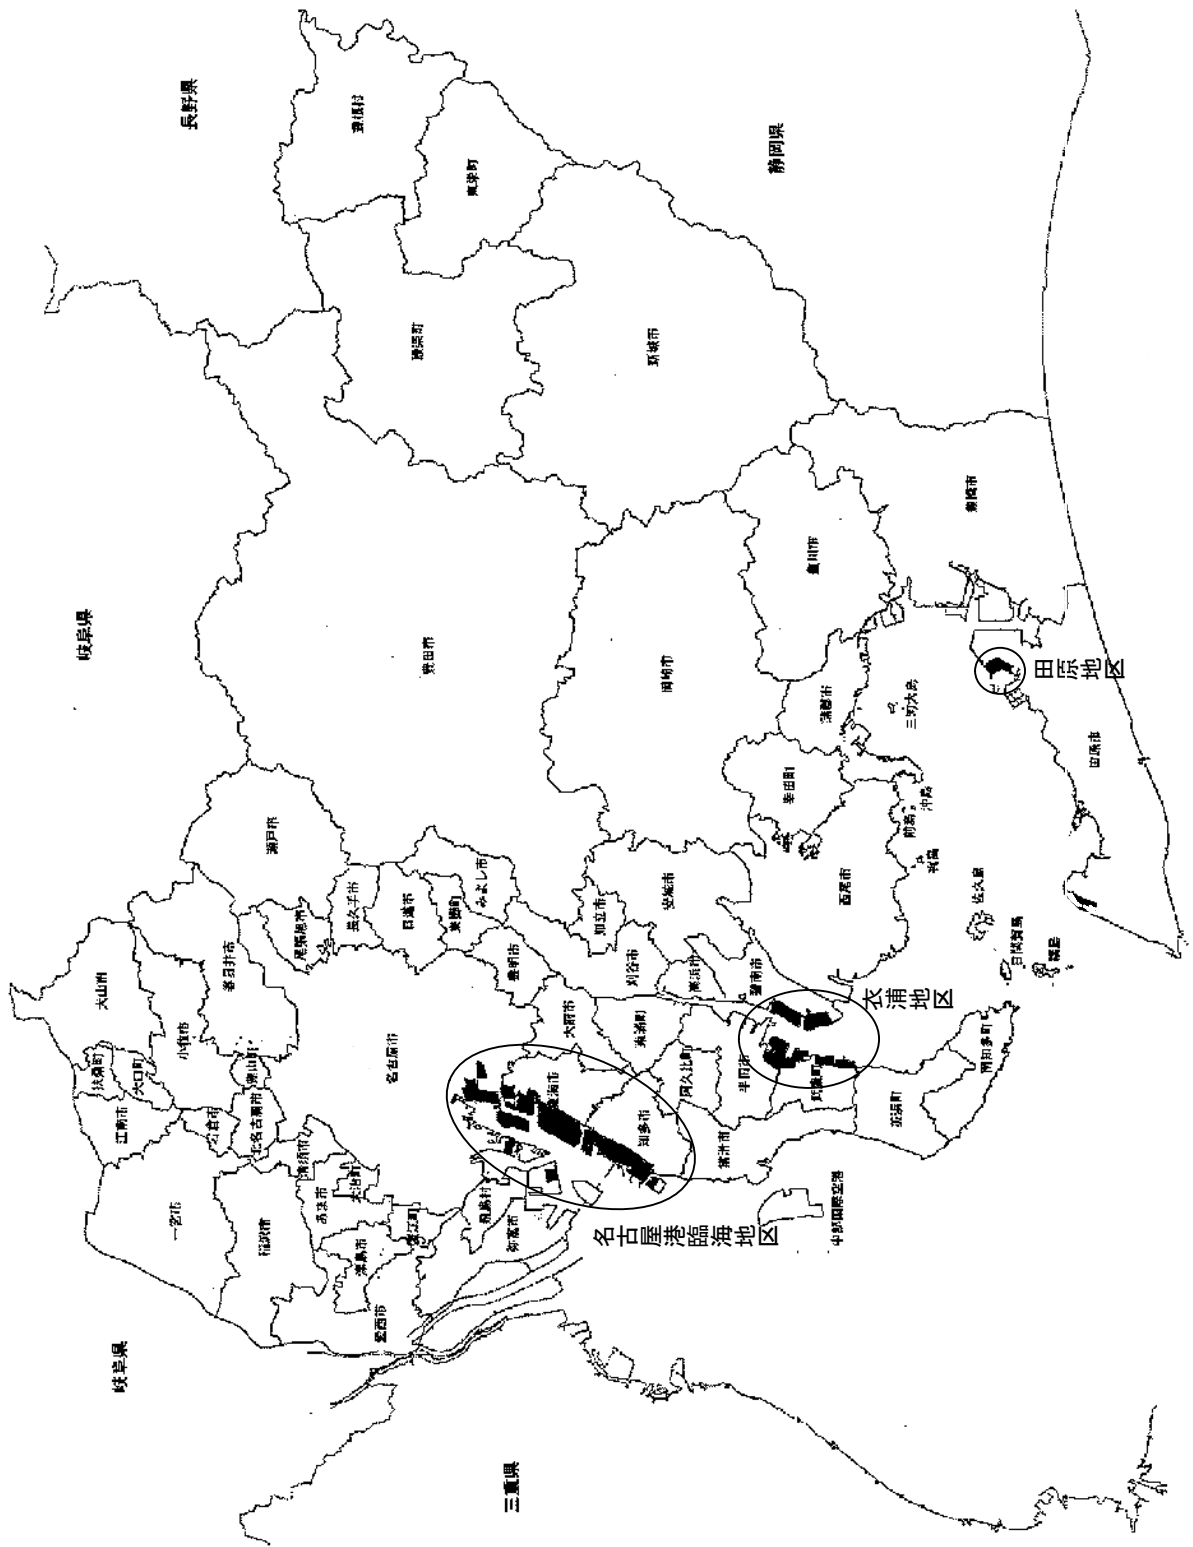 長野県
静岡県
岐阜県
岐阜県
三重県
豊根村
東栄町
設楽町
新城市
豊橋市
豊川市
豊田市
岡崎市
蒲郡市
幸田町
三河大島
田原地区
田原市
瀬戸市
尾張旭市
長久手市
日進市
東郷町
みよし市
豊明市
知立市
安城市
刈谷市
高浜市
碧南市
西尾市
前島
沖島
佐久島
日間賀島
篠島
犬山市
扶桑町
大口町
江南市
小牧市
春日井市
豊山町
岩倉市
北名古屋市
清須市
名古屋市
一宮市
稲沢市
あま市
大治町
津島市
愛西市
蟹江町
飛島村
弥富市
大府市
東海市
知多市
東浦町
阿久比町
半田市
武豊町
常滑市
美浜町
南知多町
衣浦地区
名古屋港臨海地区
中部国際空港